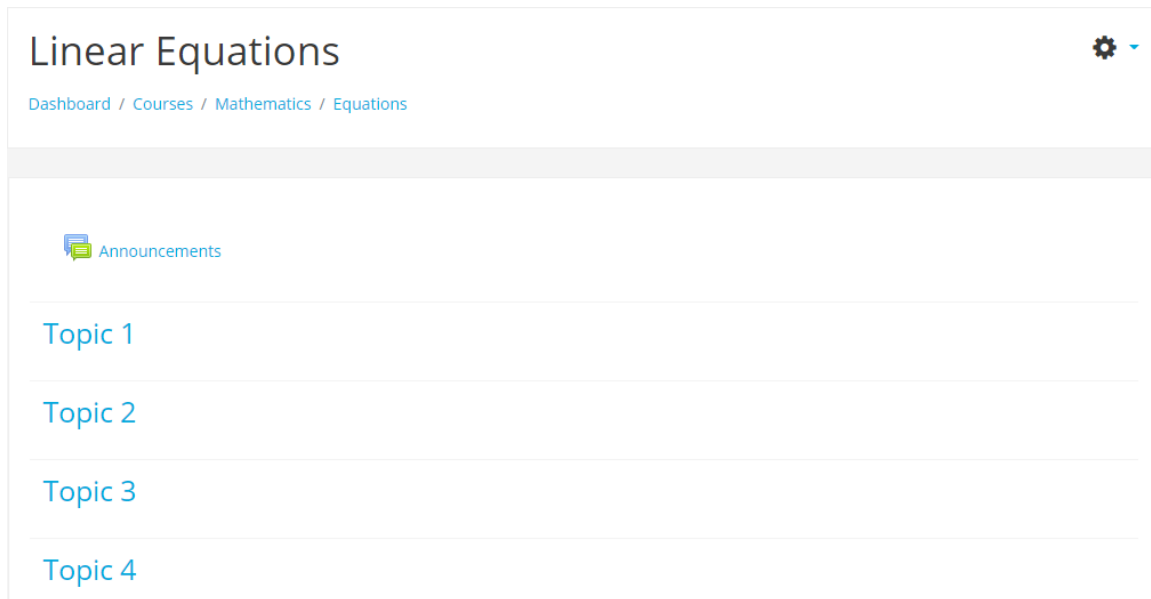 Linear Equations
Dashboard / Courses / Mathematics / Equations
Announcements
Topic 1
Topic 2
Topic 3
Topic 4